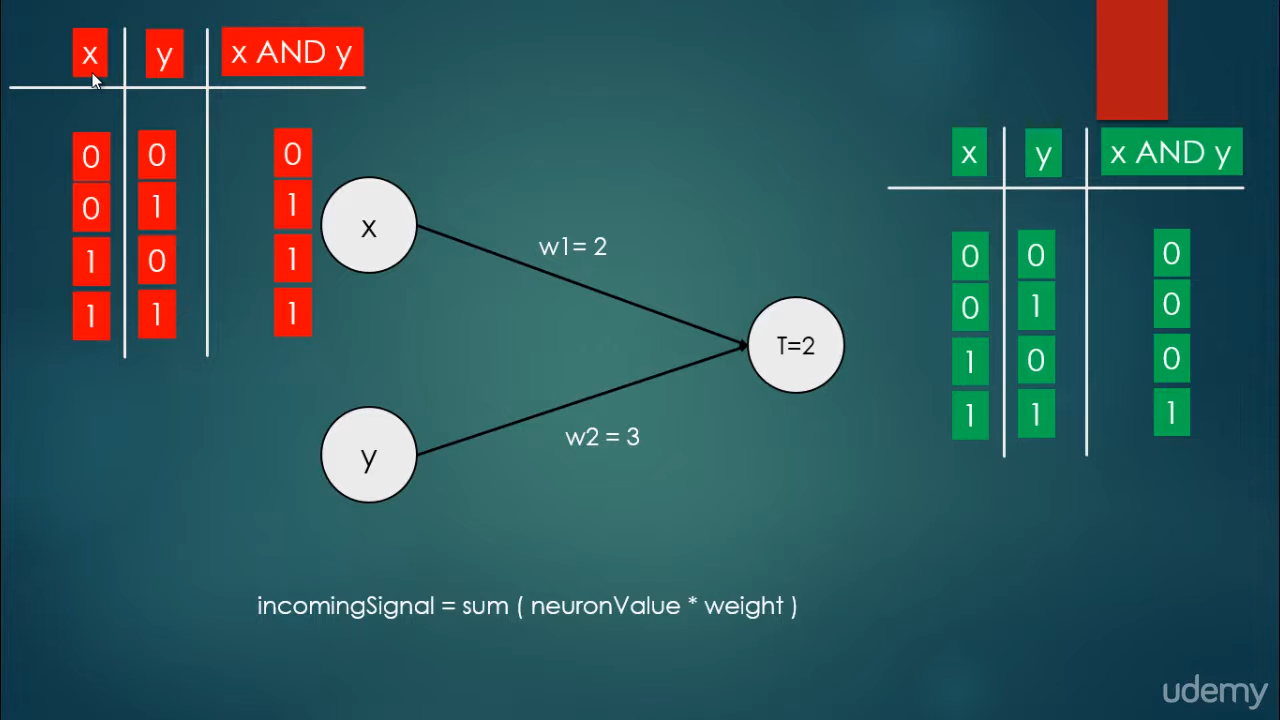 x y x AND y
0 0 0
0 1 1
1 0 1
1 1 1
x
w1= 2
T=2
y
w2 = 3
x y x AND y
0 0 0
0 1 0
1 0 0
1 1 1
incomingSignal = sum ( neuronValue * weight )
udemy